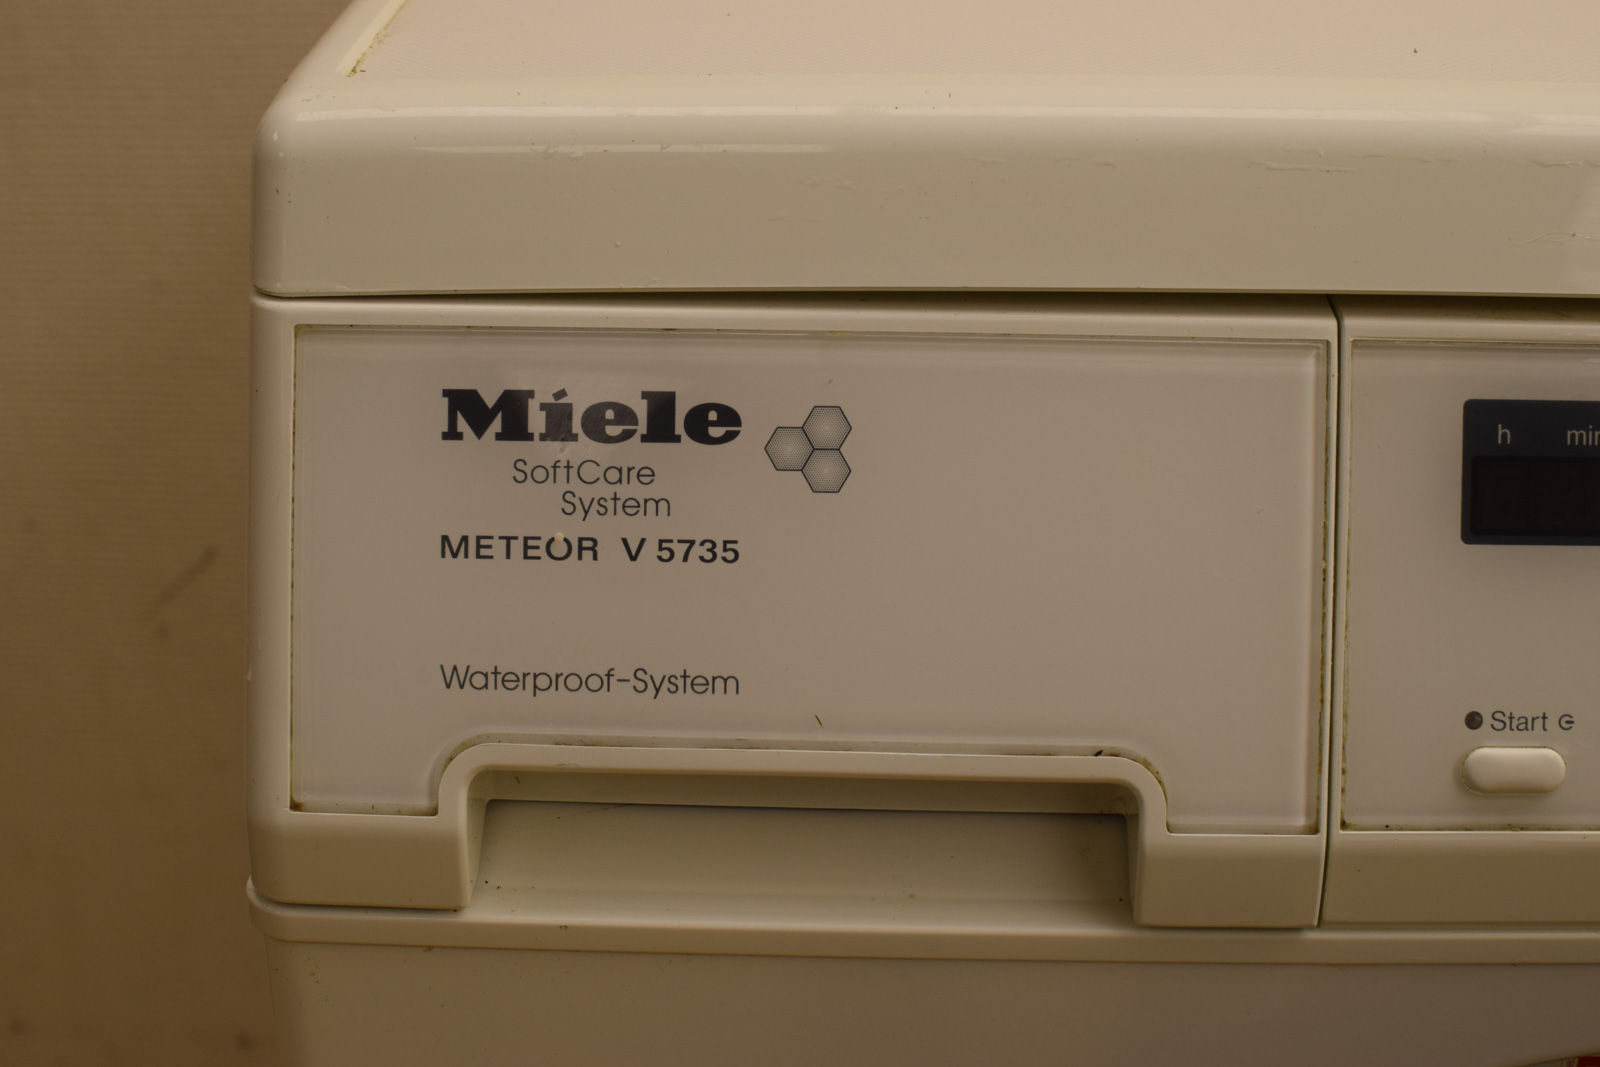 Miele
SoftCare
System
METEOR V 5735
Waterproof-System
h
Start